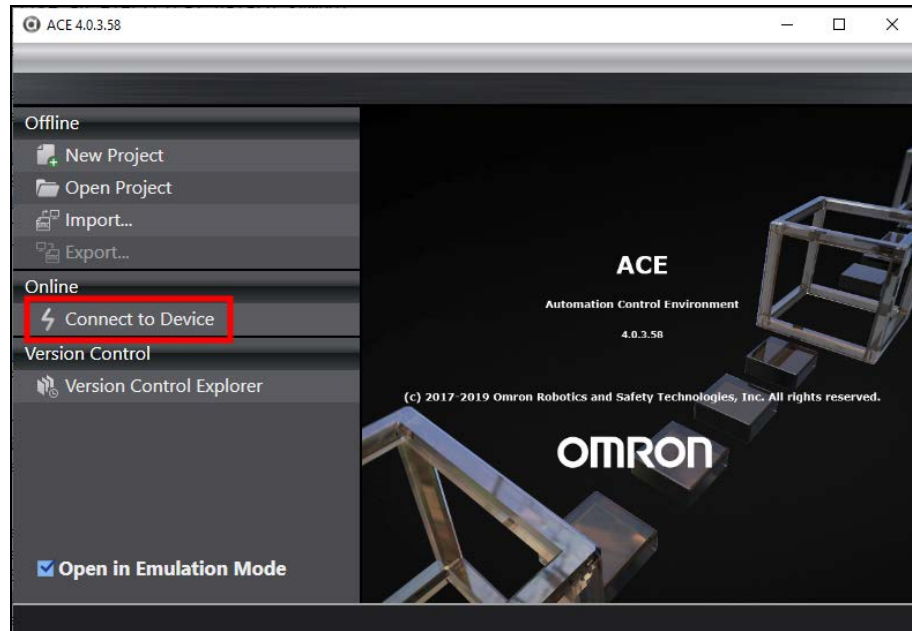 ACE 4.0.3.58
Offline
New Project
Open Project
Import...
Export...
Online
Connect to Device
Version Control
Version Control Explorer
Open in Emulation Mode
ACE
Automation Control Environment
4.0.3.58
(c) 2017-2019 Omron Robotics and Safety Technologies, Inc. All rights reserved.
OMRON